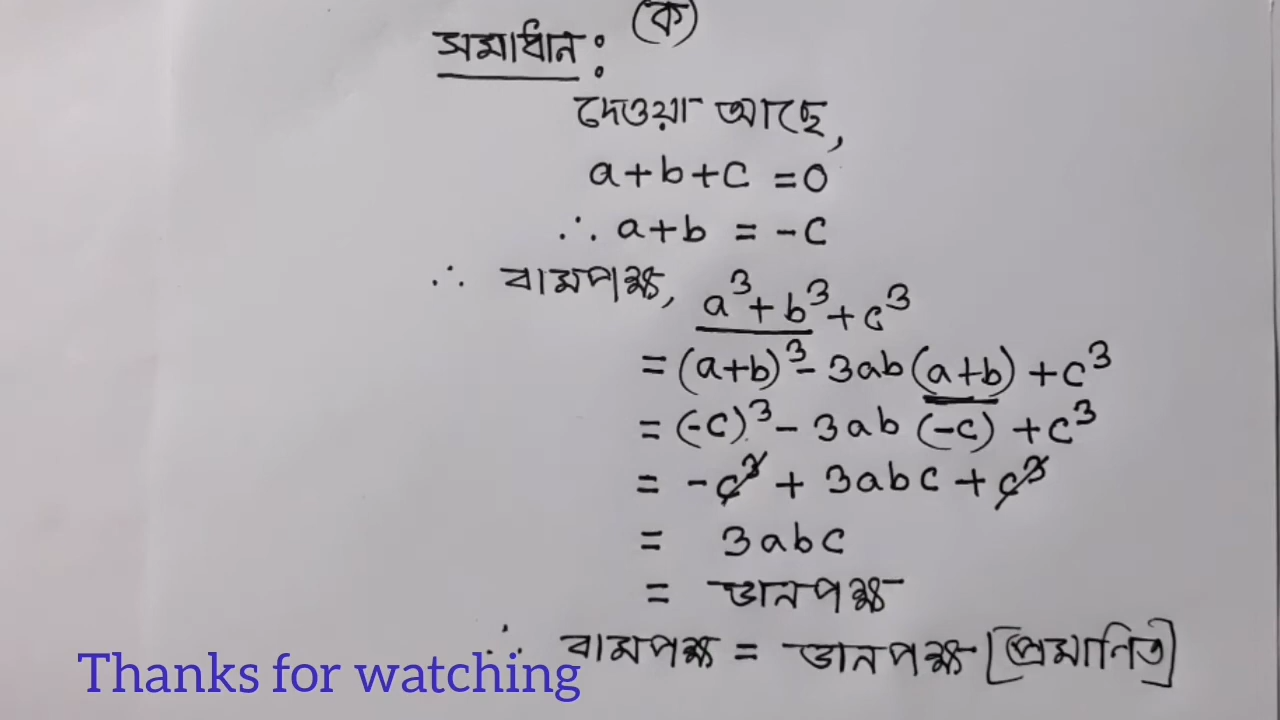 সমাধান : (ক)
দেওয়া আছে,
a+b+c = 0
∴ a+b = -c
∴ বামপক্ষ, a³+b³+c³
= (a+b)³ - 3ab(a+b) + c³
= (-c)³ - 3ab (-c) + c³
= -c³ + 3abc + c³
= 3abc
= ডানপক্ষ
∴ বামপক্ষ = ডানপক্ষ [প্রমানিত]
Thanks for watching